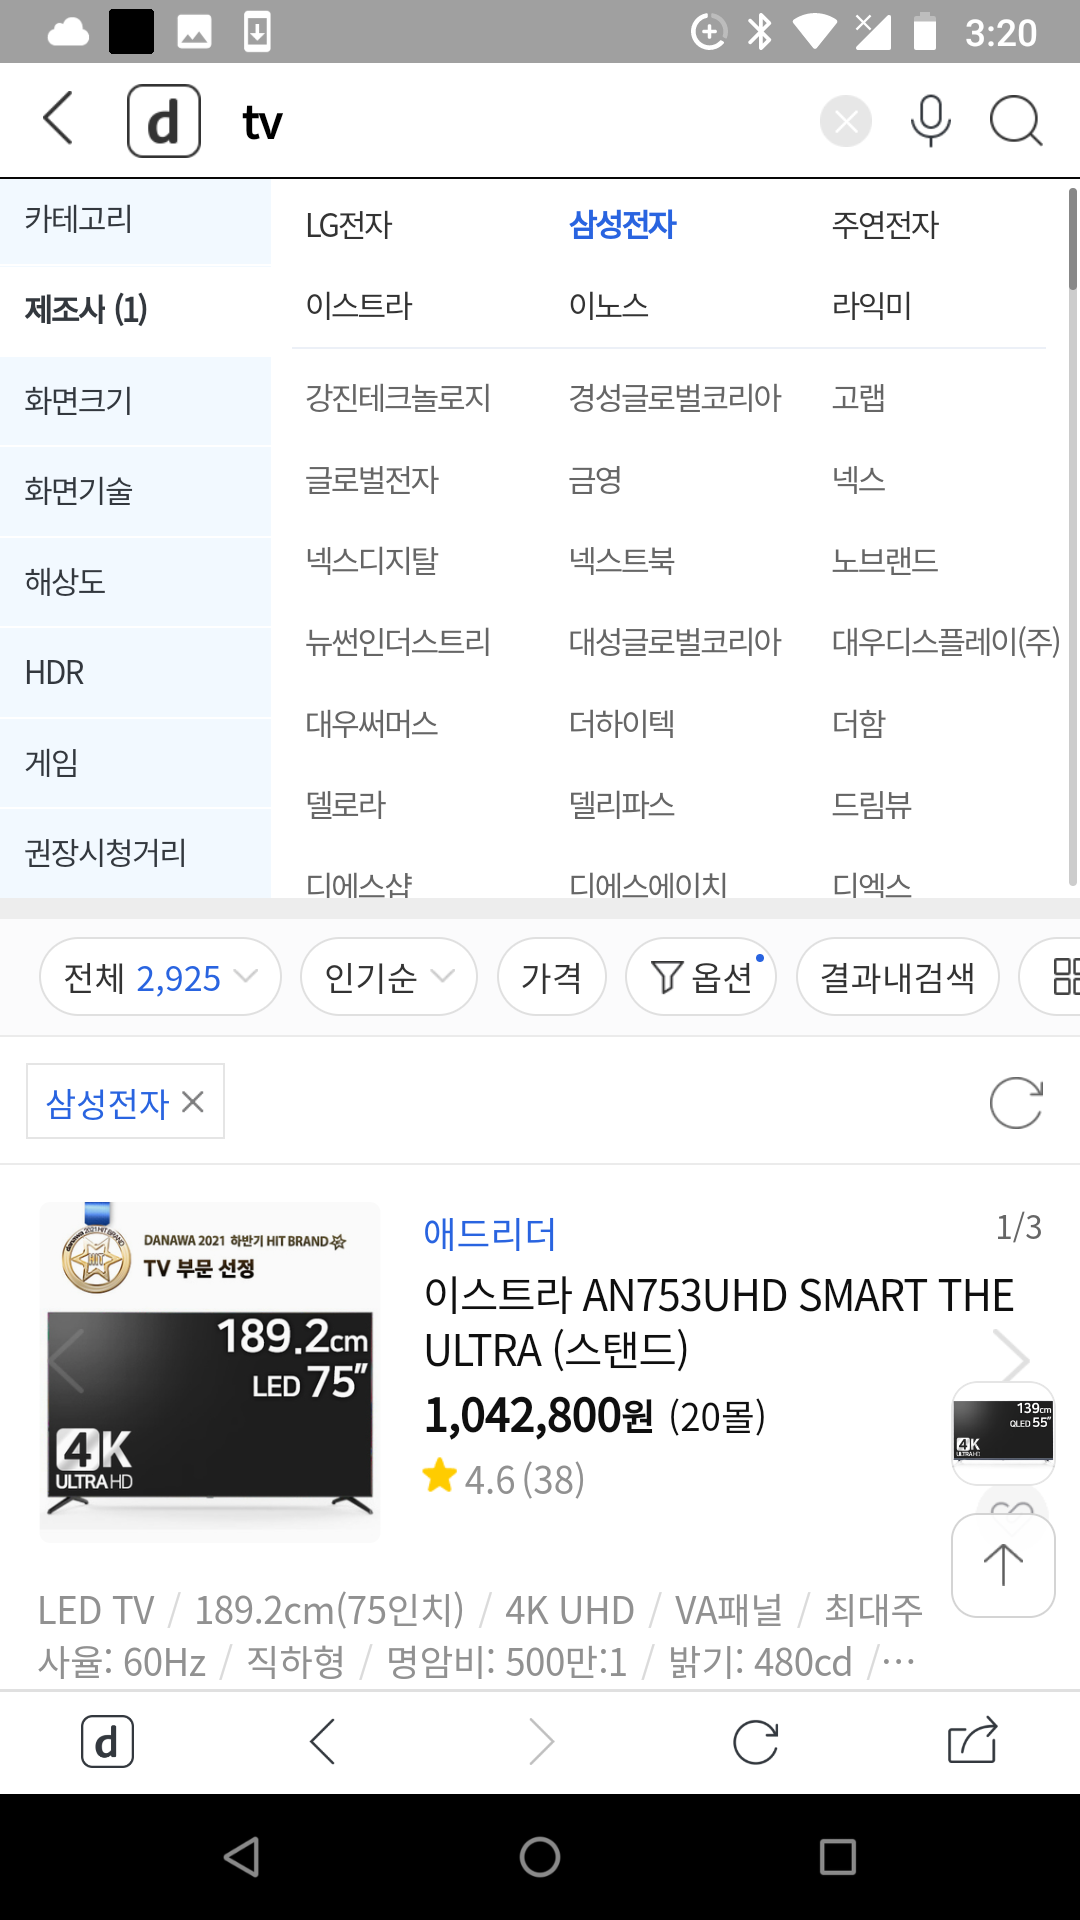 3:20
d tv
카테고리
제조사 (1)
화면크기
화면기술
해상도
HDR
게임
권장시청거리
LG전자 삼성전자 주연전자
이스트라 이노스 라익미
강진테크놀로지 경성글로벌코리아 고랩
글로벌전자 금영 넥스
넥스디지탈 넥스트북 노브랜드
뉴썬인더스트리 대성글로벌코리아 대우디스플레이(주)
대우써머스 더하이텍 더함
델로라 델리파스 드림뷰
디에스샵 디에스에이치 디엑스
전체 2,925 인기순 가격 옵션 결과내검색
삼성전자
DANAWA 2021 하반기 HIT BRAND
TV 부문 선정
189.2cm
LED 75″
4K
ULTRA HD
애드리더 1/3
이스트라 AN753UHD SMART THE
ULTRA (스탠드)
1,042,800원 (20몰)
4.6 (38)
139cm
QLED 55″
4K
LED TV / 189.2cm(75인치) / 4K UHD / VA패널 / 최대주
사율: 60Hz / 직하형 / 명암비: 500만:1 / 밝기: 480cd /…
d